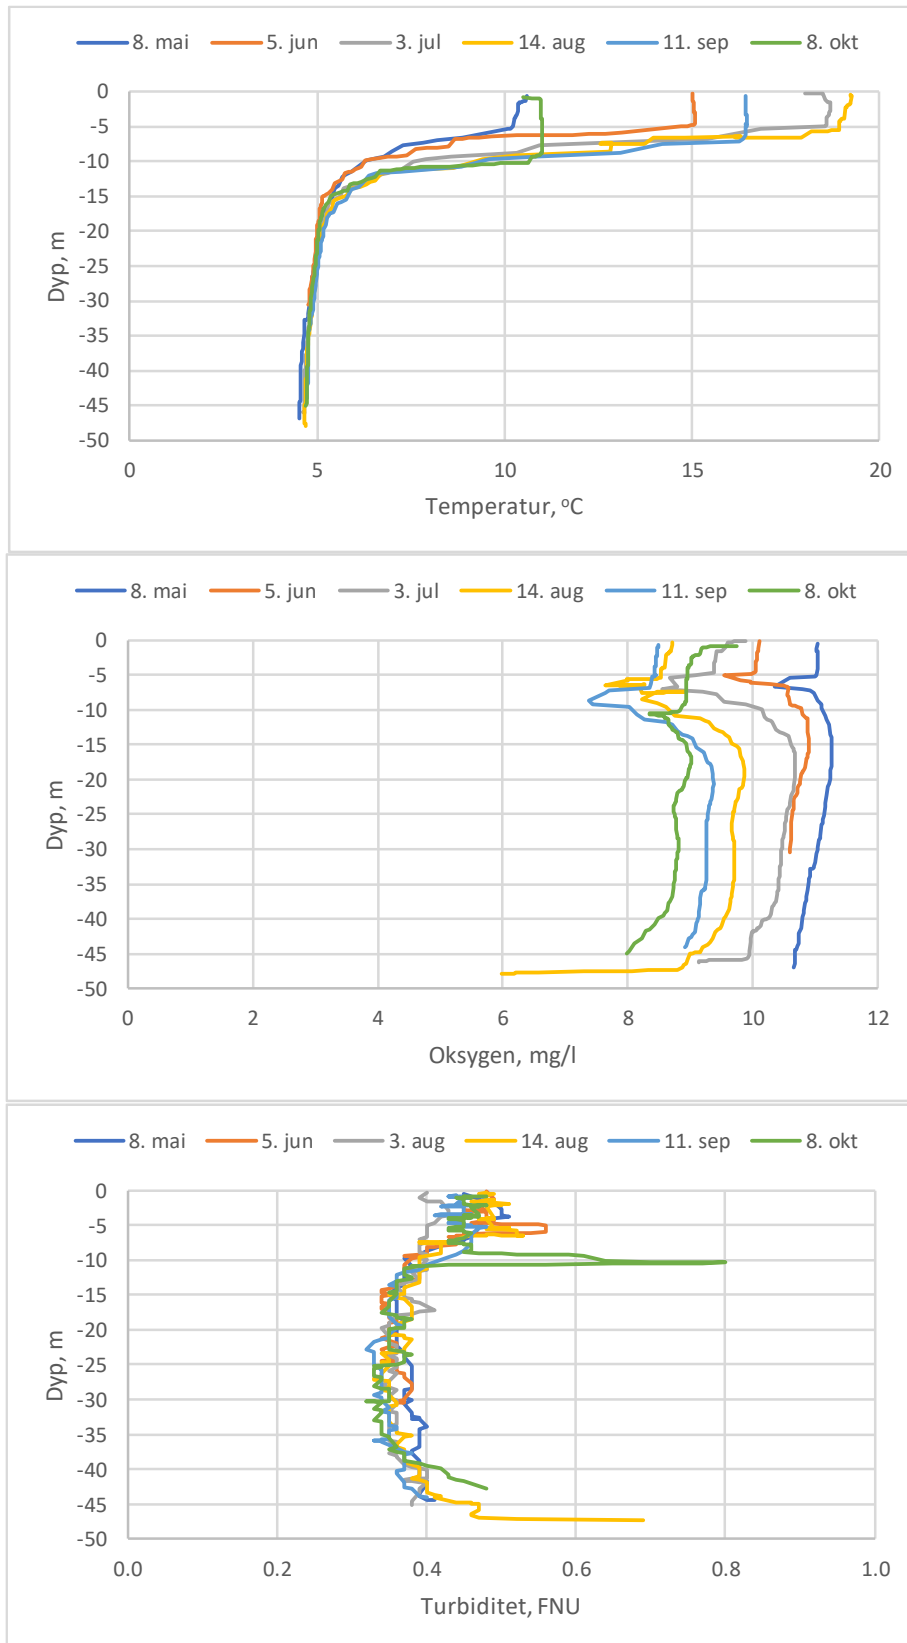 8. mai 5. jun 3. jul 14. aug 11. sep 8. okt
0
-5
-10
-15
-20
-25
-30
-35
-40
-45
-50
Dyp, m
0 5 10 15 20
Temperatur, °C
8. mai 5. jun 3. jul 14. aug 11. sep 8. okt
0
-5
-10
-15
-20
-25
-30
-35
-40
-45
-50
Dyp, m
0 2 4 6 8 10 12
Oksygen, mg/l
8. mai 5. jun 3. aug 14. aug 11. sep 8. okt
0
-5
-10
-15
-20
-25
-30
-35
-40
-45
-50
Dyp, m
0.0 0.2 0.4 0.6 0.8 1.0
Turbiditet, FNU